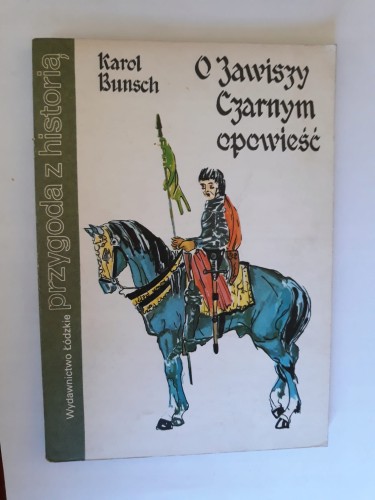 Karol
Bunsch
O Zawiszy
Czarnym
opowieść
Wydawnictwo Łódzkie
przygoda z historią